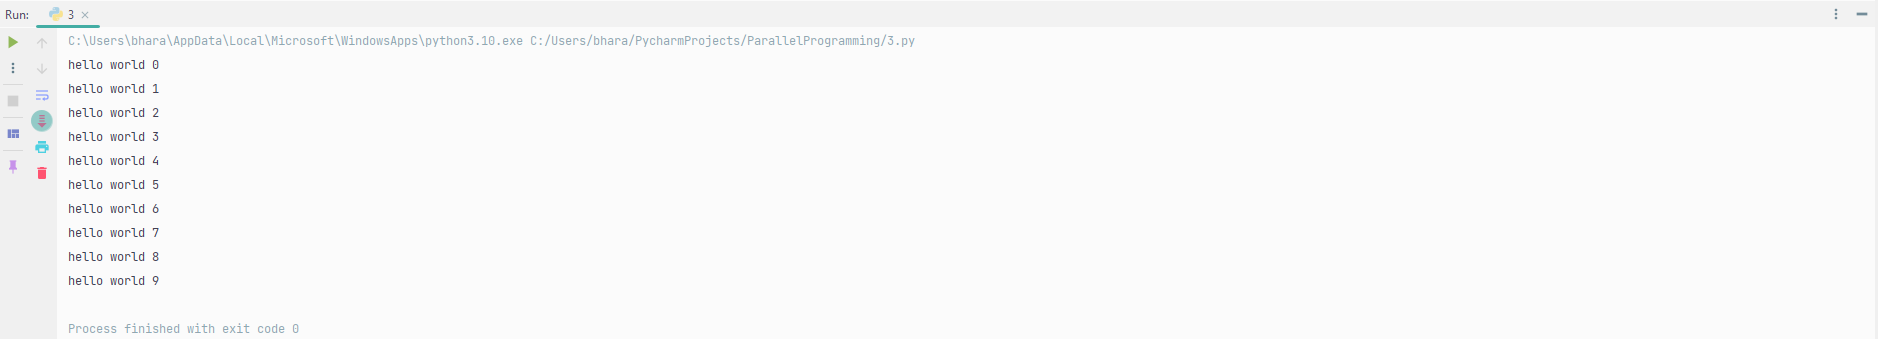 Run: 3
C:\Users\bhara\AppData\Local\Microsoft\WindowsApps\python3.10.exe C:/Users/bhara/PycharmProjects/ParallelProgramming/3.py
hello world 0
hello world 1
hello world 2
hello world 3
hello world 4
hello world 5
hello world 6
hello world 7
hello world 8
hello world 9
Process finished with exit code 0